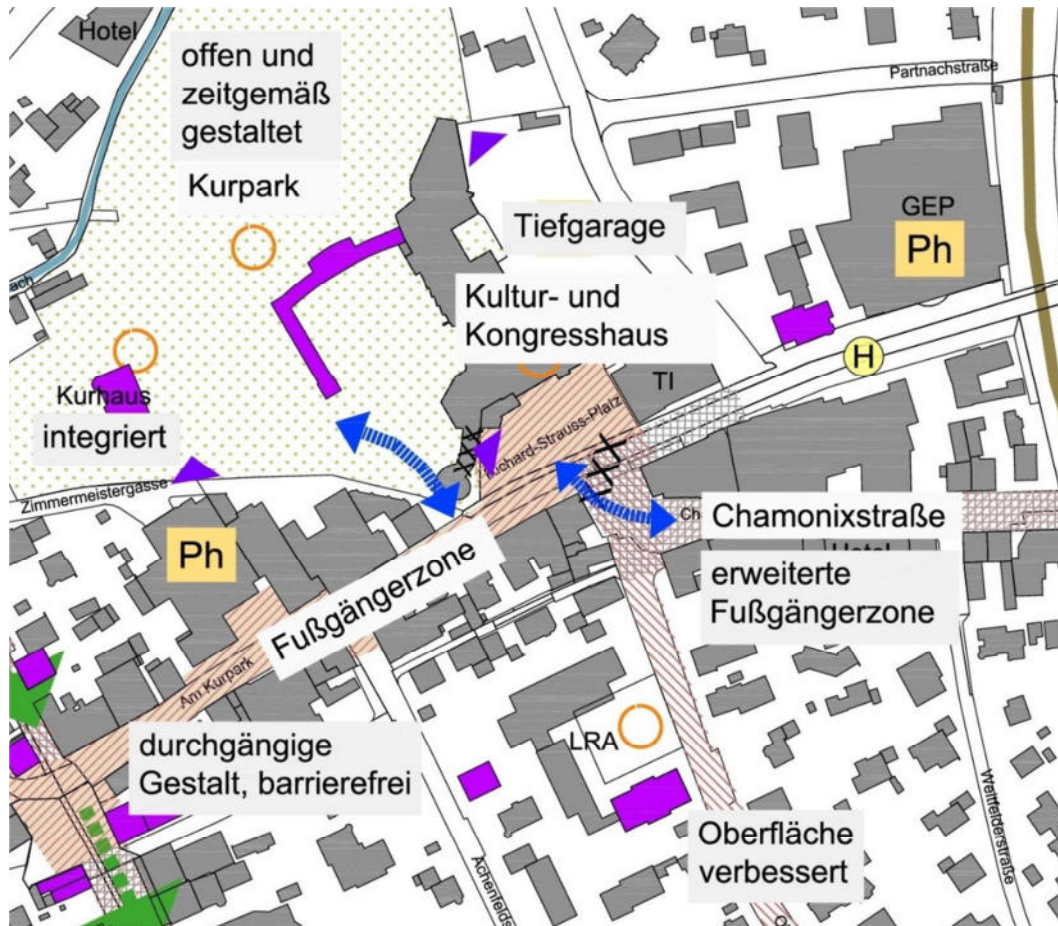 Hotel
offen und
zeitgemäß
gestaltet
Kurpark
Partnachstraße
Tiefgarage
GEP
Ph
Kultur- und
Kongresshaus
H
TI
Kurhaus
integriert
Richard-Strauss-Platz
Zimmermeistergasse
Ph
Chamonixstraße
Hotel
erweiterte
Fußgängerzone
Fußgängerzone
Am Kurpark
durchgängige
Gestalt, barrierefrei
LRA
Oberfläche
verbessert